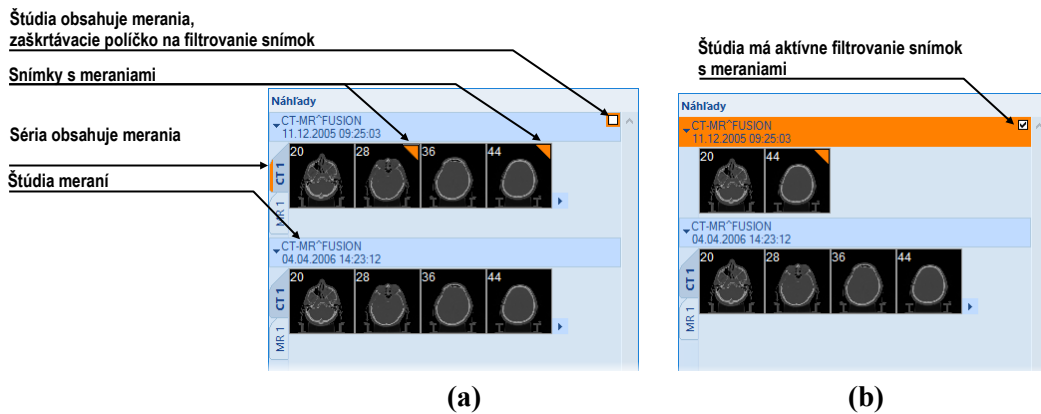 Štúdia obsahuje merania,
zaškrtávacie políčko na filtrovanie snímok
Snímky s meraniami
Séria obsahuje merania
Štúdia meraní
Náhľady
CT-MR^FUSION
11.12.2005 09:25:03
20 28 36 44
CT 1
MR 1
CT-MR^FUSION
04.04.2006 14:23:12
20 28 36 44
CT 1
MR 1
(a)
Štúdia má aktívne filtrovanie snímok
s meraniami
Náhľady
CT-MR^FUSION
11.12.2005 09:25:03
20 44
CT-MR^FUSION
04.04.2006 14:23:12
20 28 36 44
CT 1
MR 1
(b)